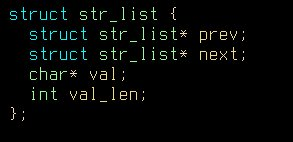 struct str_list {
  struct str_list* prev;
  struct str_list* next;
  char* val;
  int val_len;
};